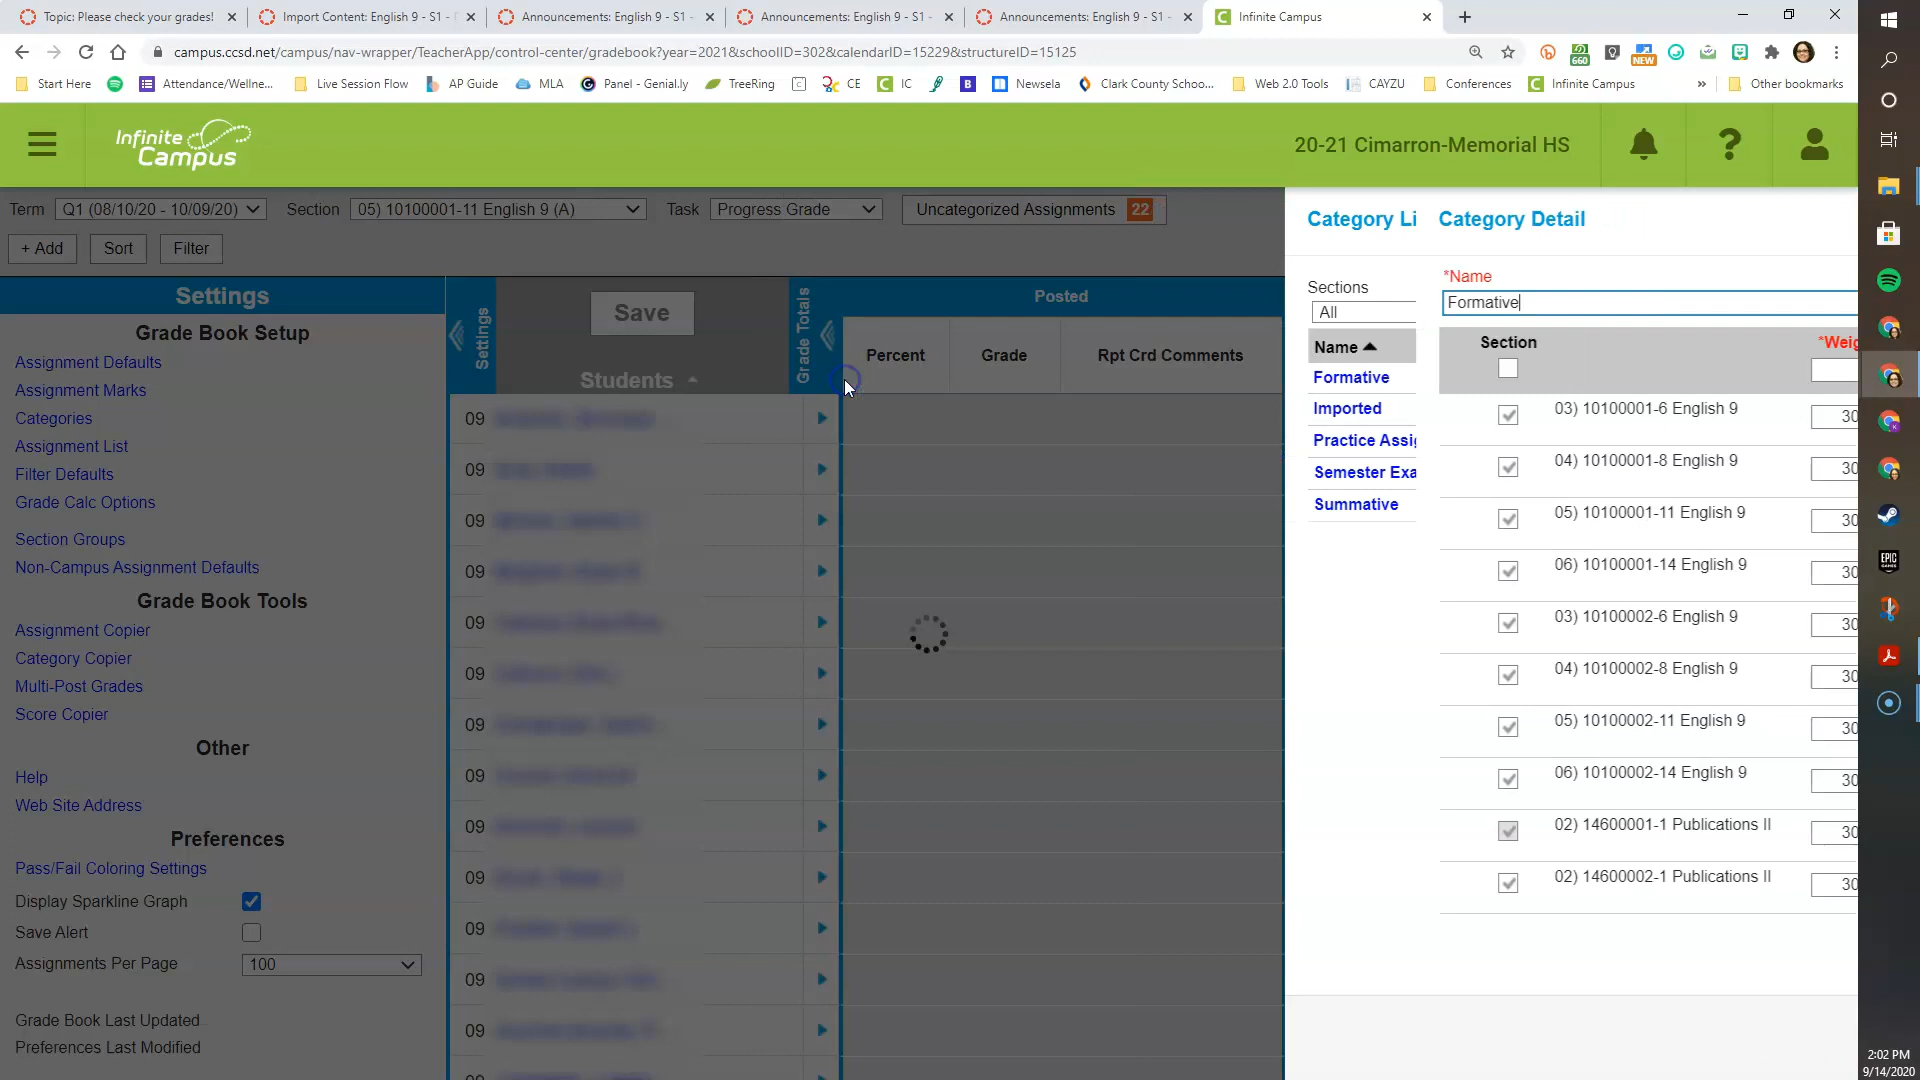 Topic: Please check your grades!
Import Content: English 9 - S1 -
Announcements: English 9 - S1 -
Announcements: English 9 - S1 -
Announcements: English 9 - S1 -
Infinite Campus
campus.ccsd.net/campus/nav-wrapper/TeacherApp/control-center/gradebook?year=2021&schoolID=302&calendarID=15229&structureID=15125
660
NEW
Start Here
Attendance/Wellne...
Live Session Flow
AP Guide
MLA
Panel - Genial.ly
TreeRing
CE
IC
B
Newsela
Clark County Schoo...
Web 2.0 Tools
CAYZU
Conferences
Infinite Campus
»
Other bookmarks
Infinite
Campus
20-21 Cimarron-Memorial HS
Term
Q1 (08/10/20 - 10/09/20)
Section
05) 10100001-11 English 9 (A)
Task
Progress Grade
Uncategorized Assignments 22
+ Add
Sort
Filter
Settings
Grade Book Setup
Assignment Defaults
Assignment Marks
Categories
Assignment List
Filter Defaults
Grade Calc Options
Section Groups
Non-Campus Assignment Defaults
Grade Book Tools
Assignment Copier
Category Copier
Multi-Post Grades
Score Copier
Other
Help
Web Site Address
Preferences
Pass/Fail Coloring Settings
Display Sparkline Graph
Save Alert
Assignments Per Page
100
Grade Book Last Updated
Preferences Last Modified
Settings
Save
Students
Grade Totals
Posted
Percent
Grade
Rpt Crd Comments
09
09
09
09
09
09
09
09
09
09
09
09
09
Category Li
Sections
All
Name
Formative
Imported
Practice Assig
Semester Exa
Summative
Category Detail
*Name
Formative
Section
*Weig
03) 10100001-6 English 9
30
04) 10100001-8 English 9
30
05) 10100001-11 English 9
30
06) 10100001-14 English 9
30
03) 10100002-6 English 9
30
04) 10100002-8 English 9
30
05) 10100002-11 English 9
30
06) 10100002-14 English 9
30
02) 14600001-1 Publications II
30
02) 14600002-1 Publications II
30
EPIC
GAMES
2:02 PM
9/14/2020